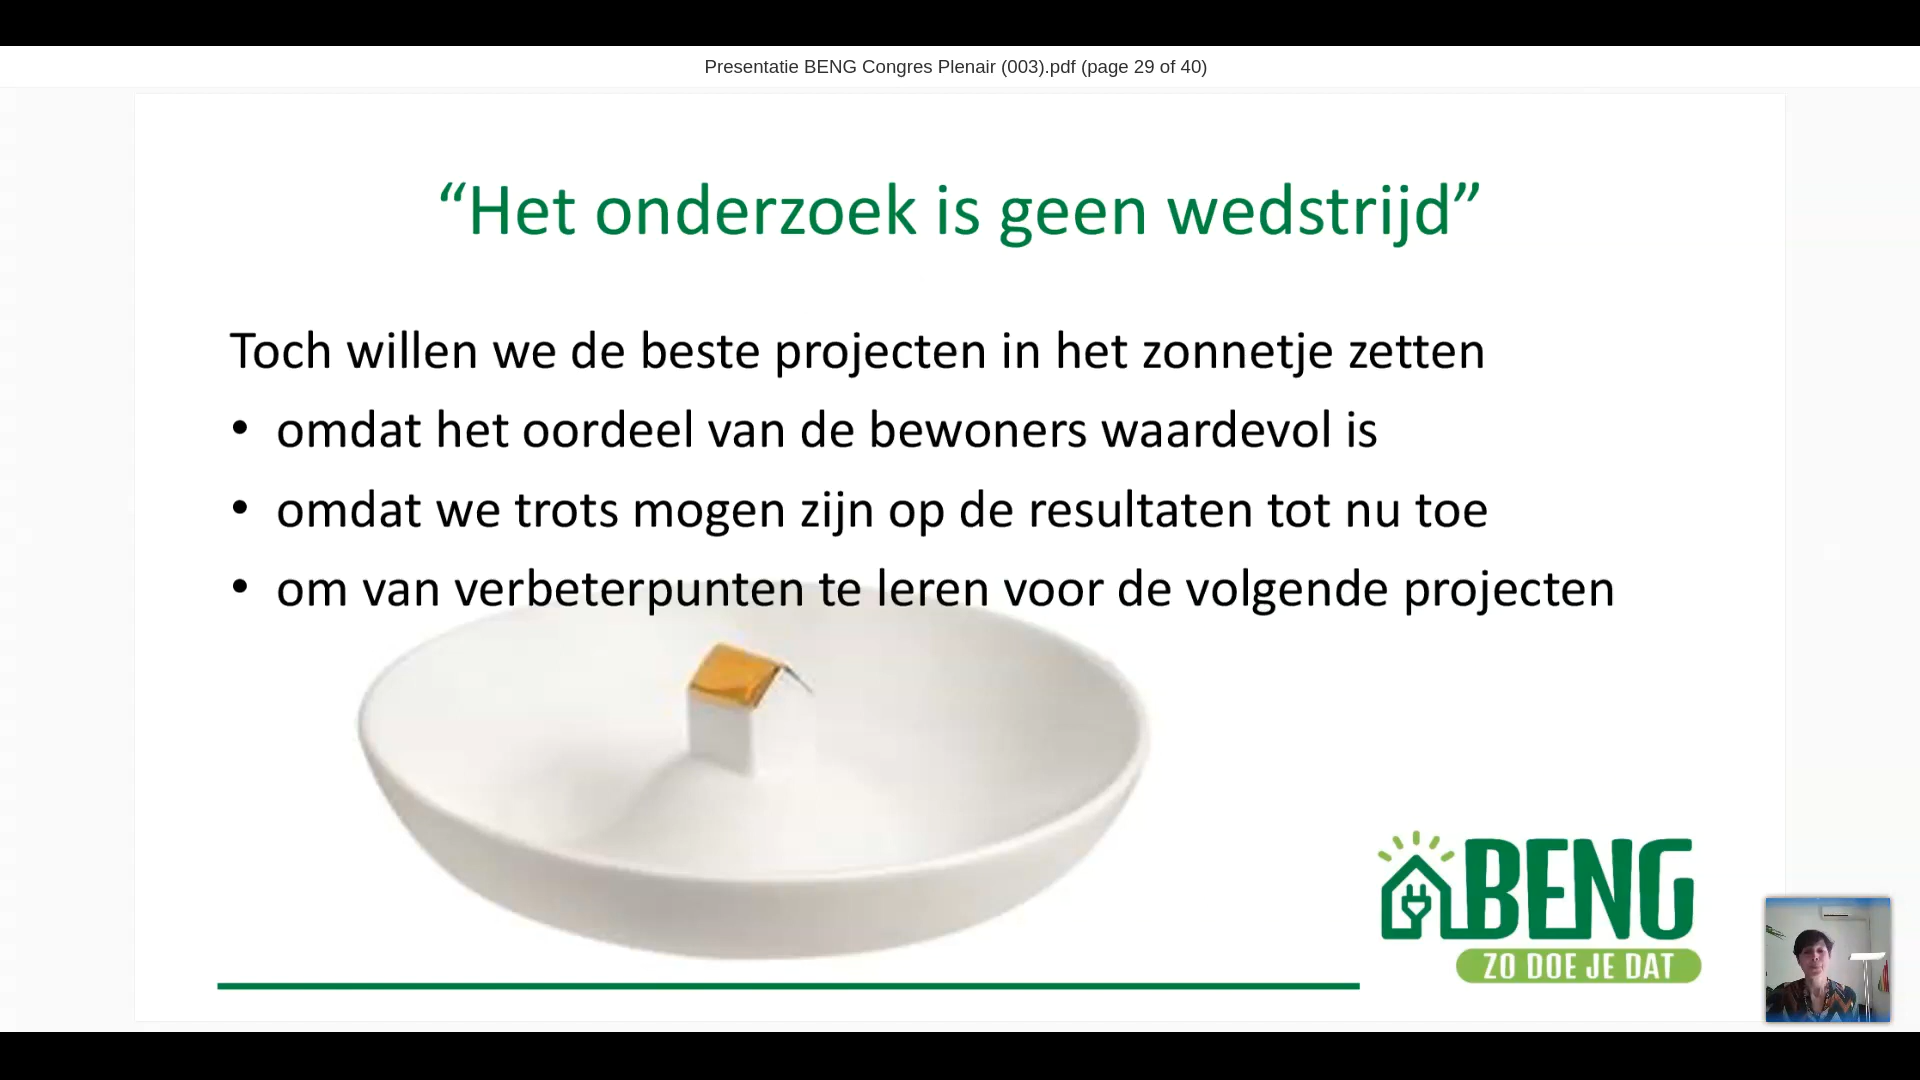 Presentatie BENG Congres Plenair (003).pdf (page 29 of 40)
“Het onderzoek is geen wedstrijd”
Toch willen we de beste projecten in het zonnetje zetten
• omdat het oordeel van de bewoners waardevol is
• omdat we trots mogen zijn op de resultaten tot nu toe
• om van verbeterpunten te leren voor de volgende projecten
BENG
ZO DOE JE DAT